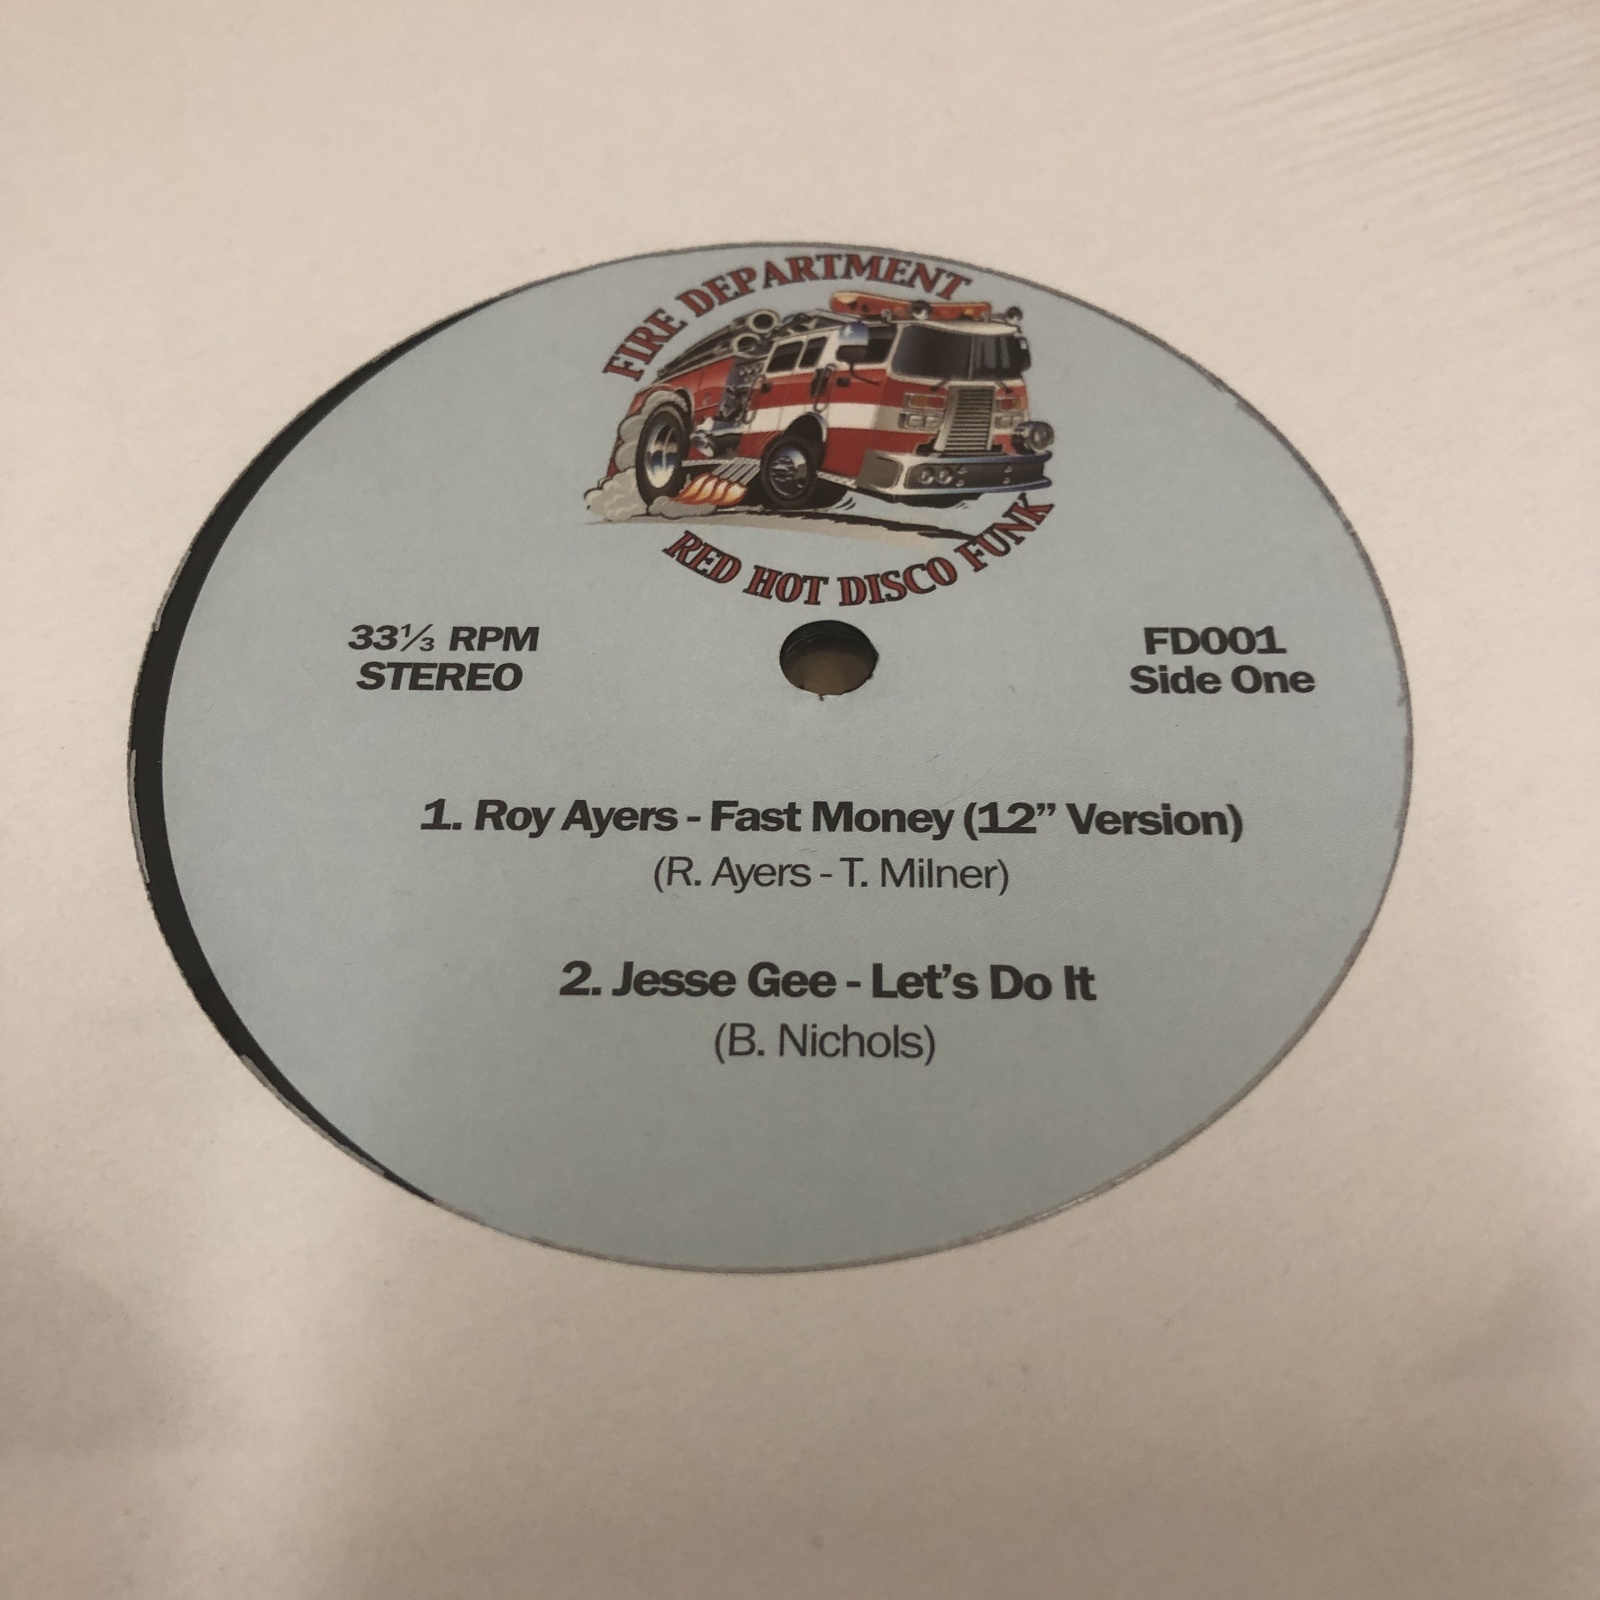 FIRE DEPARTMENT
RED HOT DISCO FUNK
33⅓ RPM
STEREO
FD001
Side One
1. Roy Ayers - Fast Money (12” Version)
(R. Ayers - T. Milner)
2. Jesse Gee - Let’s Do It
(B. Nichols)